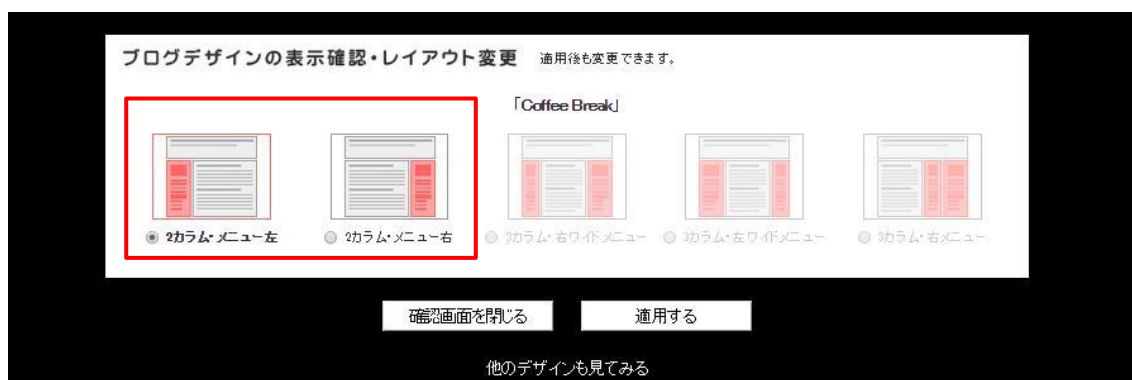 ブログデザインの表示確認・レイアウト変更 適用後も変更できます。
「Coffee Break」
2カラム・メニュー左 2カラム・メニュー右 3カラム・右ワイドメニュー 3カラム・左ワイドメニュー 3カラム・右メニュー
確認画面を閉じる 適用する
他のデザインも見てみる